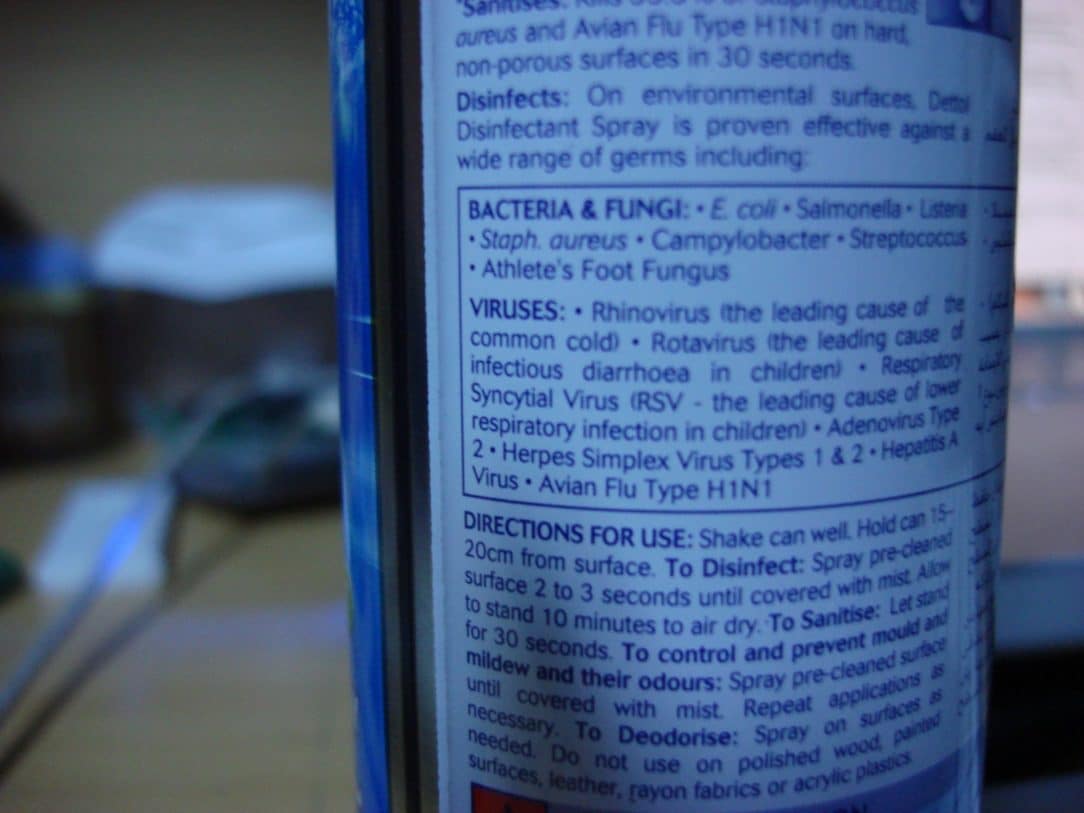 *Sanitises: Kills
aureus and Avian Flu Type H1N1 on hard,
non-porous surfaces in 30 seconds.
Disinfects: On environmental surfaces, Dettol
Disinfectant Spray is proven effective against a
wide range of germs including:
BACTERIA & FUNGI: • E. coli • Salmonella • Listeria
• Staph. aureus • Campylobacter • Streptococcus
• Athlete's Foot Fungus
VIRUSES: • Rhinovirus (the leading cause of the
common cold) • Rotavirus (the leading cause of
infectious diarrhoea in children) • Respiratory
Syncytial Virus (RSV - the leading cause of lower
respiratory infection in children) • Adenovirus Type
2 • Herpes Simplex Virus Types 1 & 2 • Hepatitis A
Virus • Avian Flu Type H1N1
DIRECTIONS FOR USE: Shake can well. Hold can 15-
20cm from surface. To Disinfect: Spray pre-cleaned
surface 2 to 3 seconds until covered with mist. Allow
to stand 10 minutes to air dry. To Sanitise: Let stand
for 30 seconds. To control and prevent mould and
mildew and their odours: Spray pre-cleaned surface
until covered with mist. Repeat applications as
necessary. To Deodorise: Spray on surfaces as
needed. Do not use on polished wood, painted
surfaces, leather, rayon fabrics or acrylic plastics.